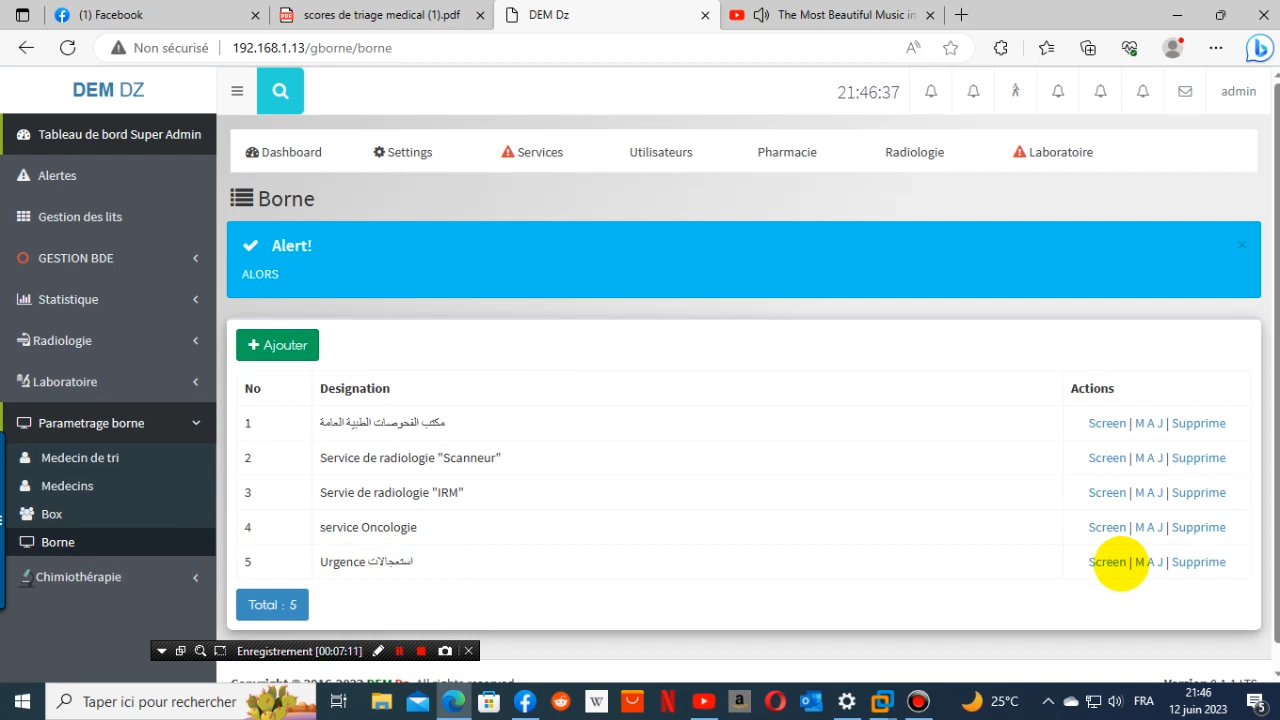 (1) Facebook
scores de triage medical (1).pdf
DEM Dz
The Most Beautiful Music in
Non sécurisé
192.168.1.13/gborne/borne
DEM DZ
21:46:37
admin
Tableau de bord Super Admin
Alertes
Gestion des lits
GESTION BDE
Statistique
Radiologie
Laboratoire
Parametrage borne
Medecin de tri
Medecins
Box
Borne
Chimiothérapie
Dashboard Settings Services Utilisateurs Pharmacie Radiologie Laboratoire
Borne
Alert!
×
ALORS
+ Ajouter
No Designation Actions
1 مكتب الفحوصات الطبية العامة Screen | M A J | Supprime
2 Service de radiologie "Scanneur" Screen | M A J | Supprime
3 Servie de radiologie "IRM" Screen | M A J | Supprime
4 service Oncologie Screen | M A J | Supprime
5 Urgence استعجالات Screen | M A J | Supprime
Total : 5
Enregistrement [00:07:11]
Taper ici pour rechercher
25°C
FRA
21:46
12 juin 2023
5